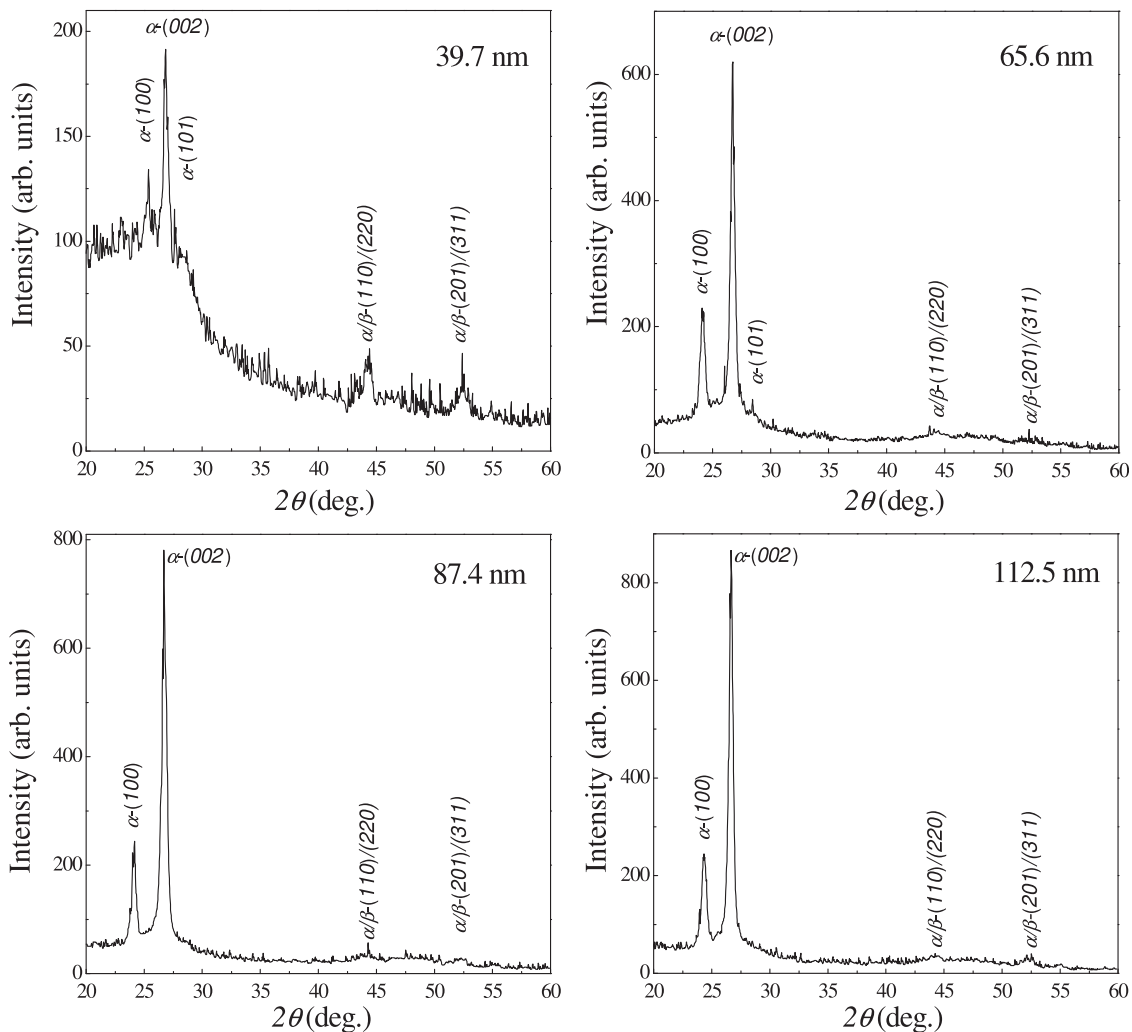 α-(002)
39.7 nm
α-(100)
α-(101)
α/β-(110)/(220)
α/β-(201)/(311)
Intensity (arb. units)
200
150
100
50
0
20 25 30 35 40 45 50 55 60
2θ (deg.)
α-(002)
65.6 nm
α-(100)
α-(101)
α/β-(110)/(220)
α/β-(201)/(311)
Intensity (arb. units)
600
400
200
0
20 25 30 35 40 45 50 55 60
2θ (deg.)
α-(002)
87.4 nm
α-(100)
α/β-(110)/(220)
α/β-(201)/(311)
Intensity (arb. units)
800
600
400
200
0
20 25 30 35 40 45 50 55 60
2θ (deg.)
α-(002)
112.5 nm
α-(100)
α/β-(110)/(220)
α/β-(201)/(311)
Intensity (arb. units)
800
600
400
200
0
20 25 30 35 40 45 50 55 60
2θ (deg.)